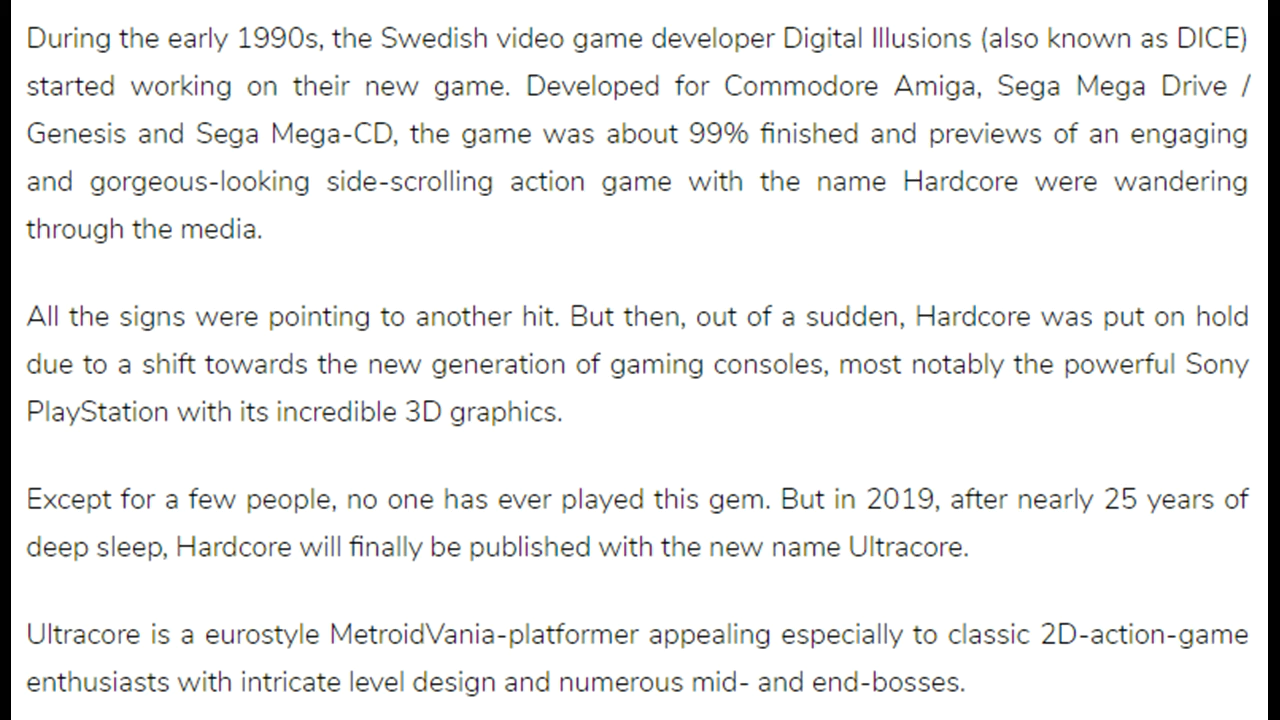 During the early 1990s, the Swedish video game developer Digital Illusions (also known as DICE)
started working on their new game. Developed for Commodore Amiga, Sega Mega Drive /
Genesis and Sega Mega-CD, the game was about 99% finished and previews of an engaging
and gorgeous-looking side-scrolling action game with the name Hardcore were wandering
through the media.
All the signs were pointing to another hit. But then, out of a sudden, Hardcore was put on hold
due to a shift towards the new generation of gaming consoles, most notably the powerful Sony
PlayStation with its incredible 3D graphics.
Except for a few people, no one has ever played this gem. But in 2019, after nearly 25 years of
deep sleep, Hardcore will finally be published with the new name Ultracore.
Ultracore is a eurostyle MetroidVania-platformer appealing especially to classic 2D-action-game
enthusiasts with intricate level design and numerous mid- and end-bosses.